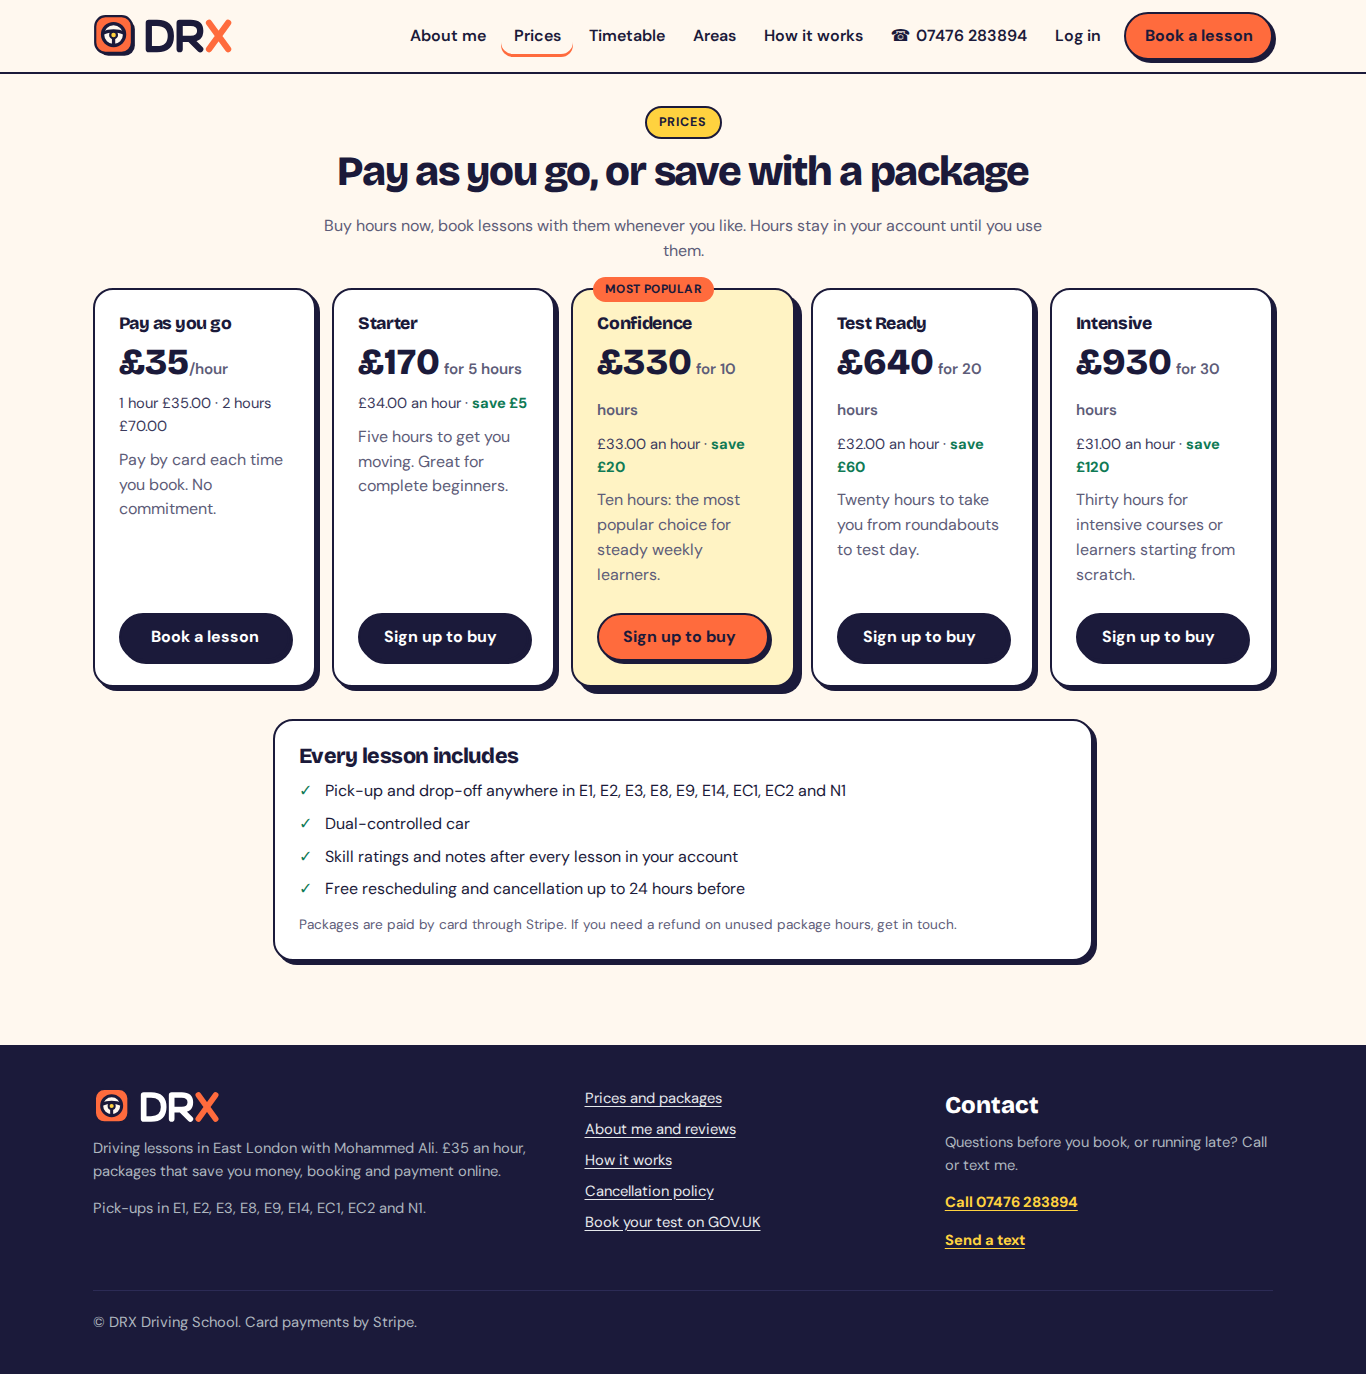 DRX
About me
Prices
Timetable
Areas
How it works
☎ 07476 283894
Log in
Book a lesson
PRICES
Pay as you go, or save with a package
Buy hours now, book lessons with them whenever you like. Hours stay in your account until you use
them.
Pay as you go
£35/hour
1 hour £35.00 · 2 hours
£70.00
Pay by card each time
you book. No
commitment.
Book a lesson
Starter
£170 for 5 hours
£34.00 an hour · save £5
Five hours to get you
moving. Great for
complete beginners.
Sign up to buy
MOST POPULAR
Confidence
£330 for 10
hours
£33.00 an hour · save
£20
Ten hours: the most
popular choice for
steady weekly
learners.
Sign up to buy
Test Ready
£640 for 20
hours
£32.00 an hour · save
£60
Twenty hours to take
you from roundabouts
to test day.
Sign up to buy
Intensive
£930 for 30
hours
£31.00 an hour · save
£120
Thirty hours for
intensive courses or
learners starting from
scratch.
Sign up to buy
Every lesson includes
✓ Pick-up and drop-off anywhere in E1, E2, E3, E8, E9, E14, EC1, EC2 and N1
✓ Dual-controlled car
✓ Skill ratings and notes after every lesson in your account
✓ Free rescheduling and cancellation up to 24 hours before
Packages are paid by card through Stripe. If you need a refund on unused package hours, get in touch.
DRX
Driving lessons in East London with Mohammed Ali. £35 an hour,
packages that save you money, booking and payment online.
Pick-ups in E1, E2, E3, E8, E9, E14, EC1, EC2 and N1.
Prices and packages
About me and reviews
How it works
Cancellation policy
Book your test on GOV.UK
Contact
Questions before you book, or running late? Call
or text me.
Call 07476 283894
Send a text
© DRX Driving School. Card payments by Stripe.